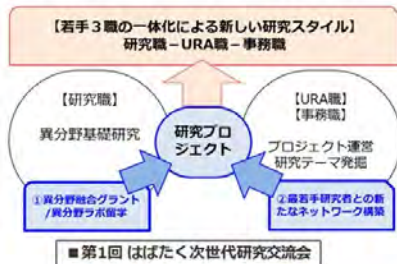 【若手3職の一体化による新しい研究スタイル】
研究職－URA職－事務職
【研究職】
異分野基礎研究
研究プロ
ジェクト
【URA職】
【事務職】
プロジェクト運営
研究テーマ発掘
①異分野融合グラント
/異分野ラボ留学
②最若手研究者との新
たなネットワーク構築
■第1回 はばたく次世代研究交流会